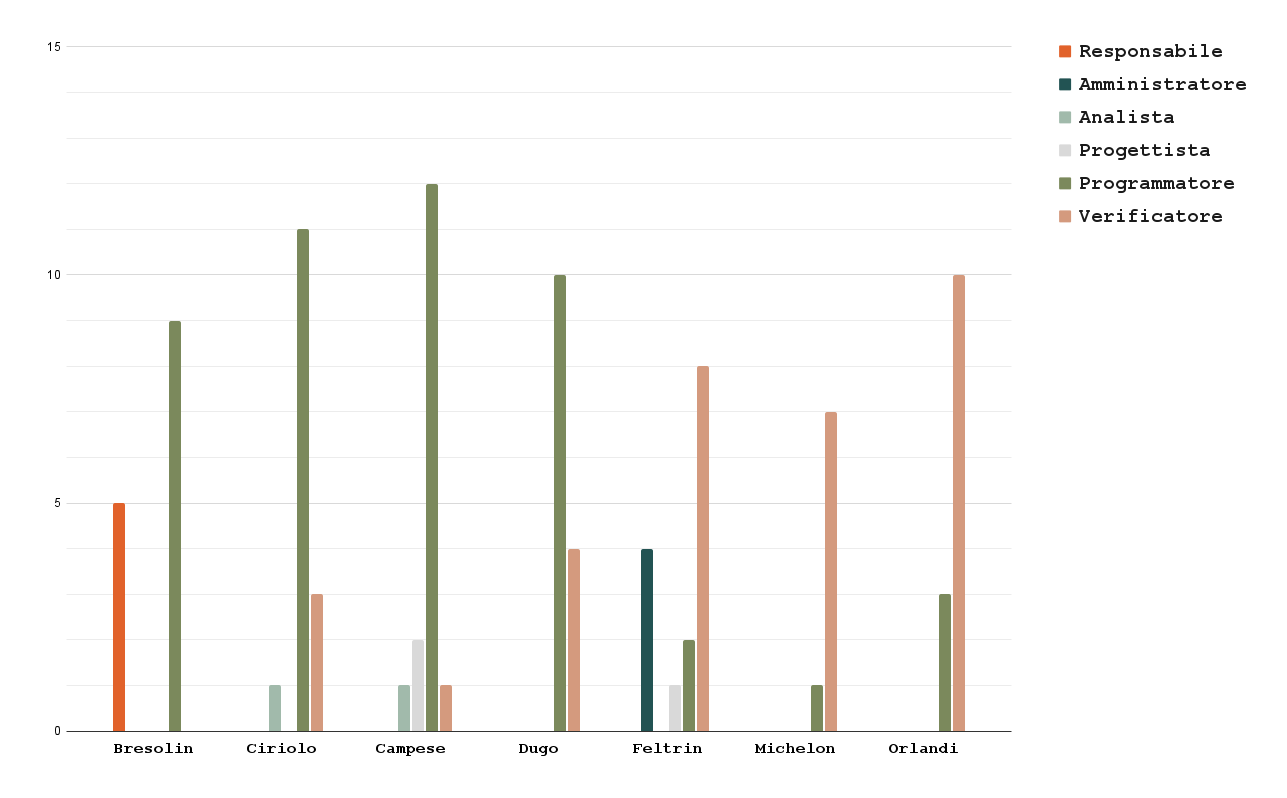 15
10
5
0
Bresolin Ciriolo Campese Dugo Feltrin Michelon Orlandi
Responsabile
Amministratore
Analista
Progettista
Programmatore
Verificatore